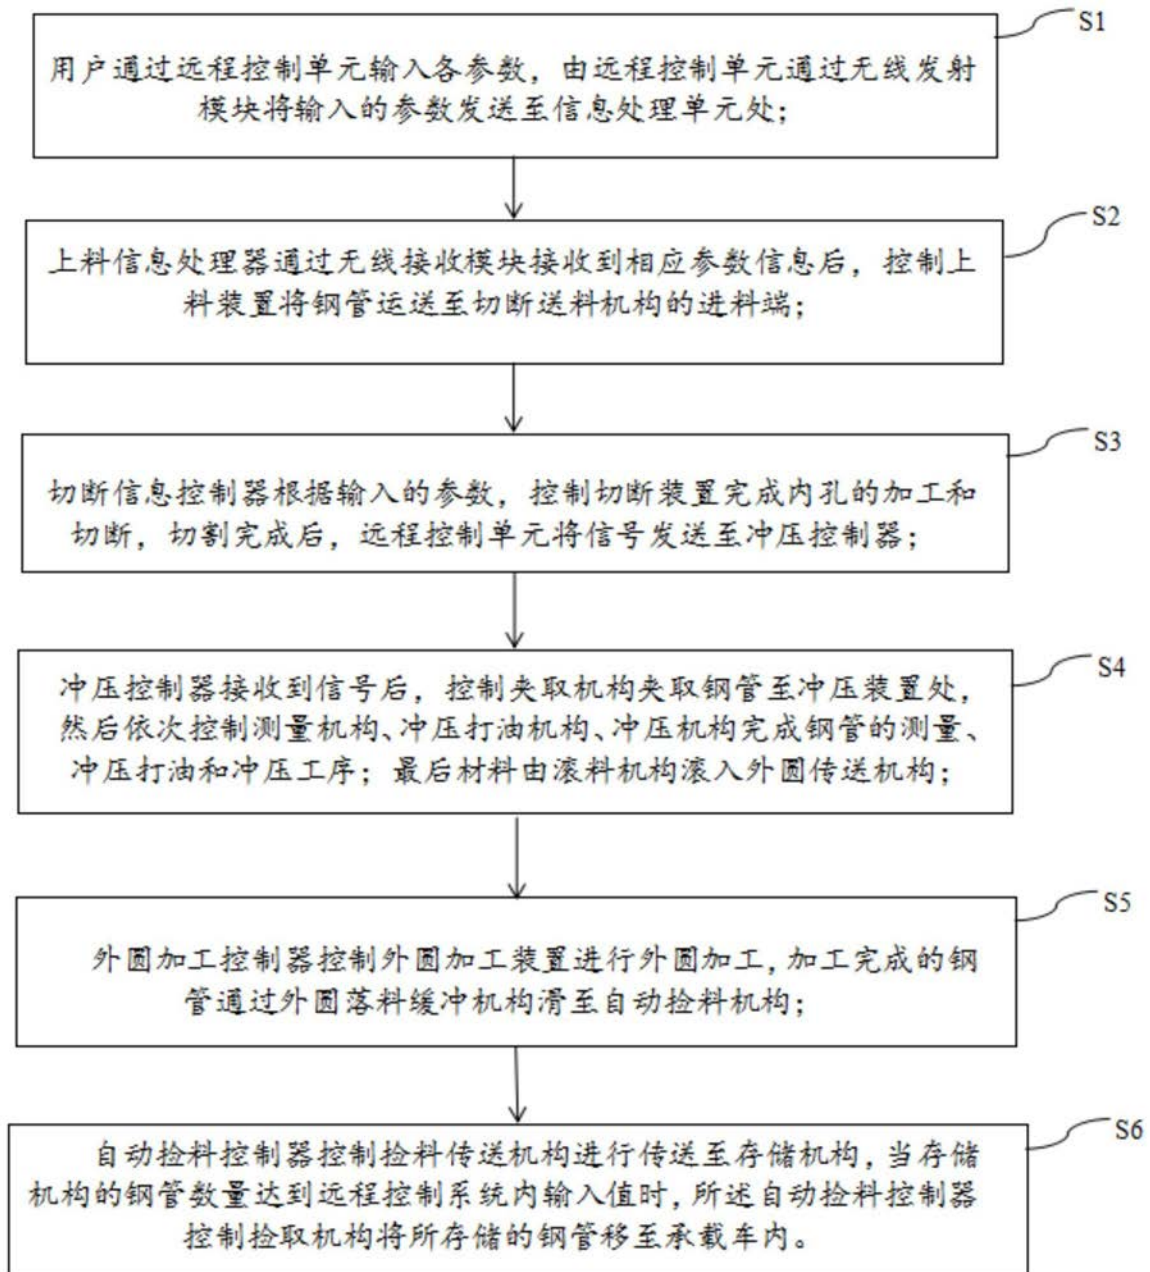 S1
用户通过远程控制单元输入各参数，由远程控制单元通过无线发射
模块将输入的参数发送至信息处理单元处；
S2
上料信息处理器通过无线接收模块接收到相应参数信息后，控制上
料装置将钢管运送至切断送料机构的进料端；
S3
切断信息控制器根据输入的参数，控制切断装置完成内孔的加工和
切断，切割完成后，远程控制单元将信号发送至冲压控制器；
S4
冲压控制器接收到信号后，控制夹取机构夹取钢管至冲压装置处，
然后依次控制测量机构、冲压打油机构、冲压机构完成钢管的测量、
冲压打油和冲压工序；最后材料由滚料机构滚入外圆传送机构；
S5
外圆加工控制器控制外圆加工装置进行外圆加工，加工完成的钢
管通过外圆落料缓冲机构滑至自动捡料机构；
S6
自动捡料控制器控制捡料传送机构进行传送至存储机构，当存储
机构的钢管数量达到远程控制系统内输入值时，所述自动捡料控制器
控制捡取机构将所存储的钢管移至承载车内。